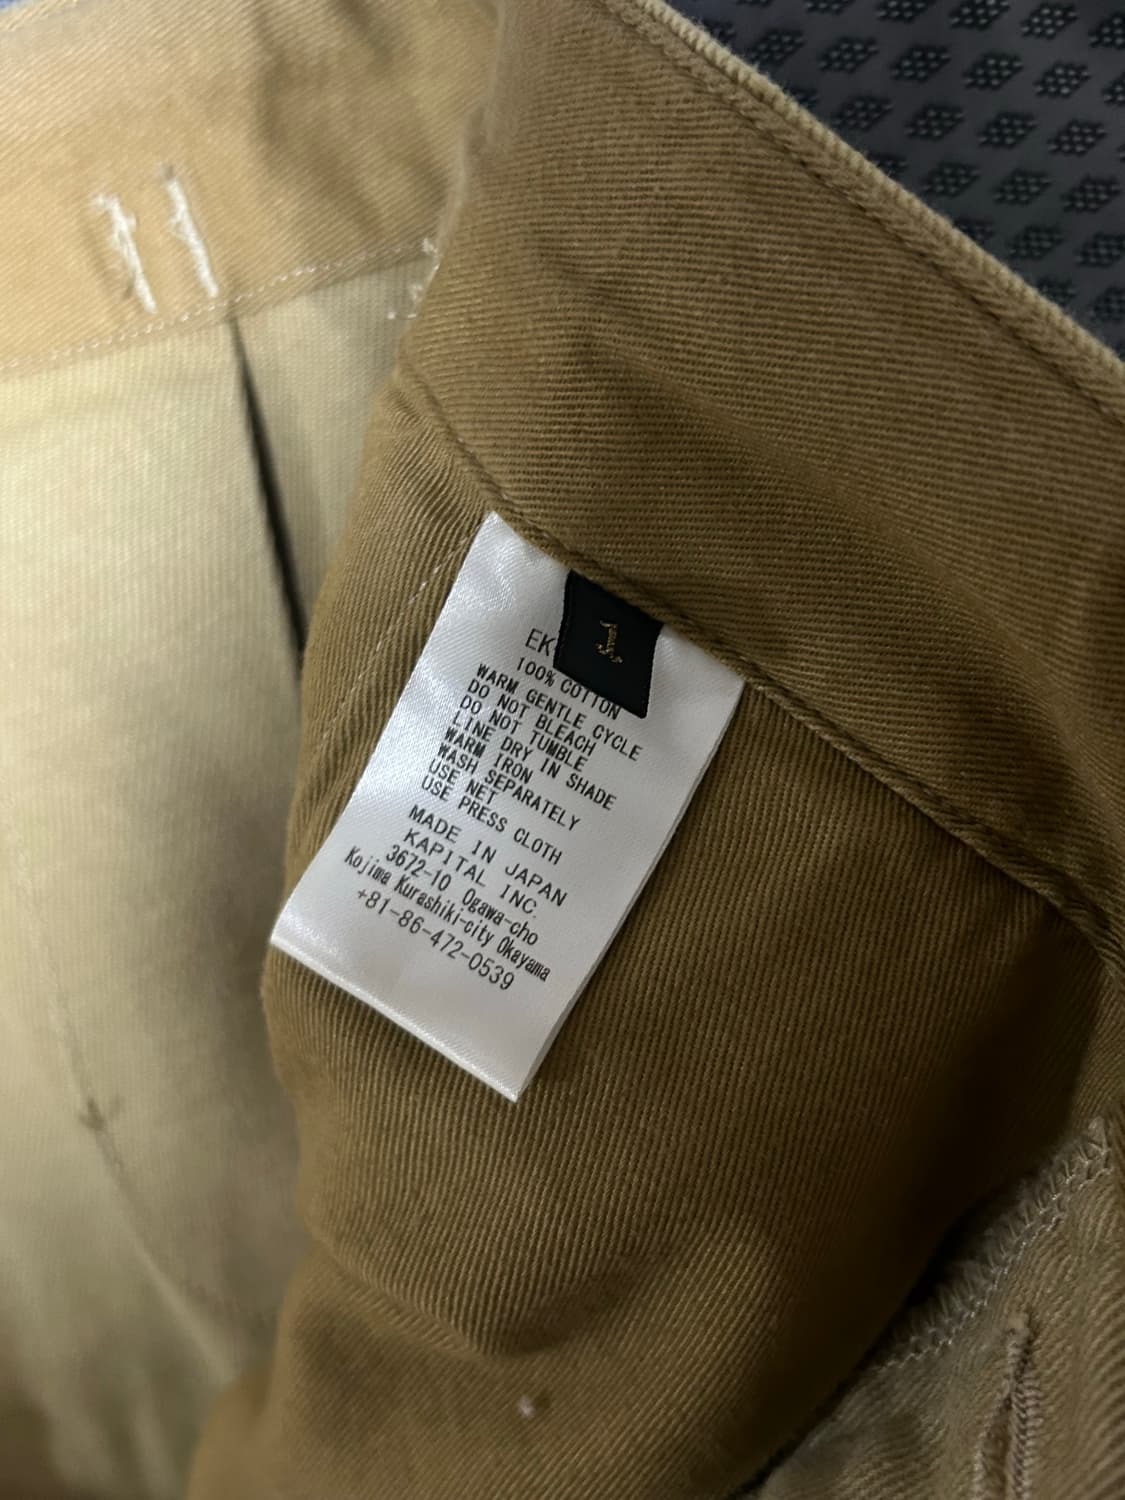 1
EK
100% COTTON
WARM GENTLE CYCLE
DO NOT BLEACH
DO NOT TUMBLE
LINE DRY IN SHADE
WARM IRON
WASH SEPARATELY
USE NET
USE PRESS CLOTH
MADE IN JAPAN
KAPITAL INC.
3672-10 Ogawa-cho
Kojima Kurashiki-city Okayama
+81-86-472-0539